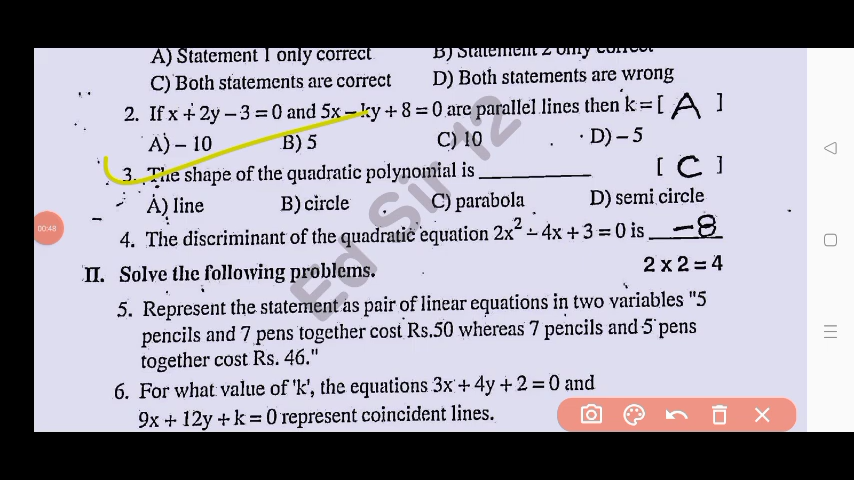 A) Statement 1 only correct B) Statement 2 only correct
C) Both statements are correct D) Both statements are wrong
2. If x + 2y – 3 = 0 and 5x – ky + 8 = 0 are parallel lines then k = [ A ]
A) – 10 B) 5 C) 10 D) – 5
3. The shape of the quadratic polynomial is __________ [ C ]
A) line B) circle C) parabola D) semi circle
4. The discriminant of the quadratic equation 2x² – 4x + 3 = 0 is –8
II. Solve the following problems. 2 x 2 = 4
5. Represent the statement as pair of linear equations in two variables "5
pencils and 7 pens together cost Rs.50 whereas 7 pencils and 5 pens
together cost Rs. 46."
6. For what value of 'k', the equations 3x + 4y + 2 = 0 and
9x + 12y + k = 0 represent coincident lines.
Ed Sir 12
00:48